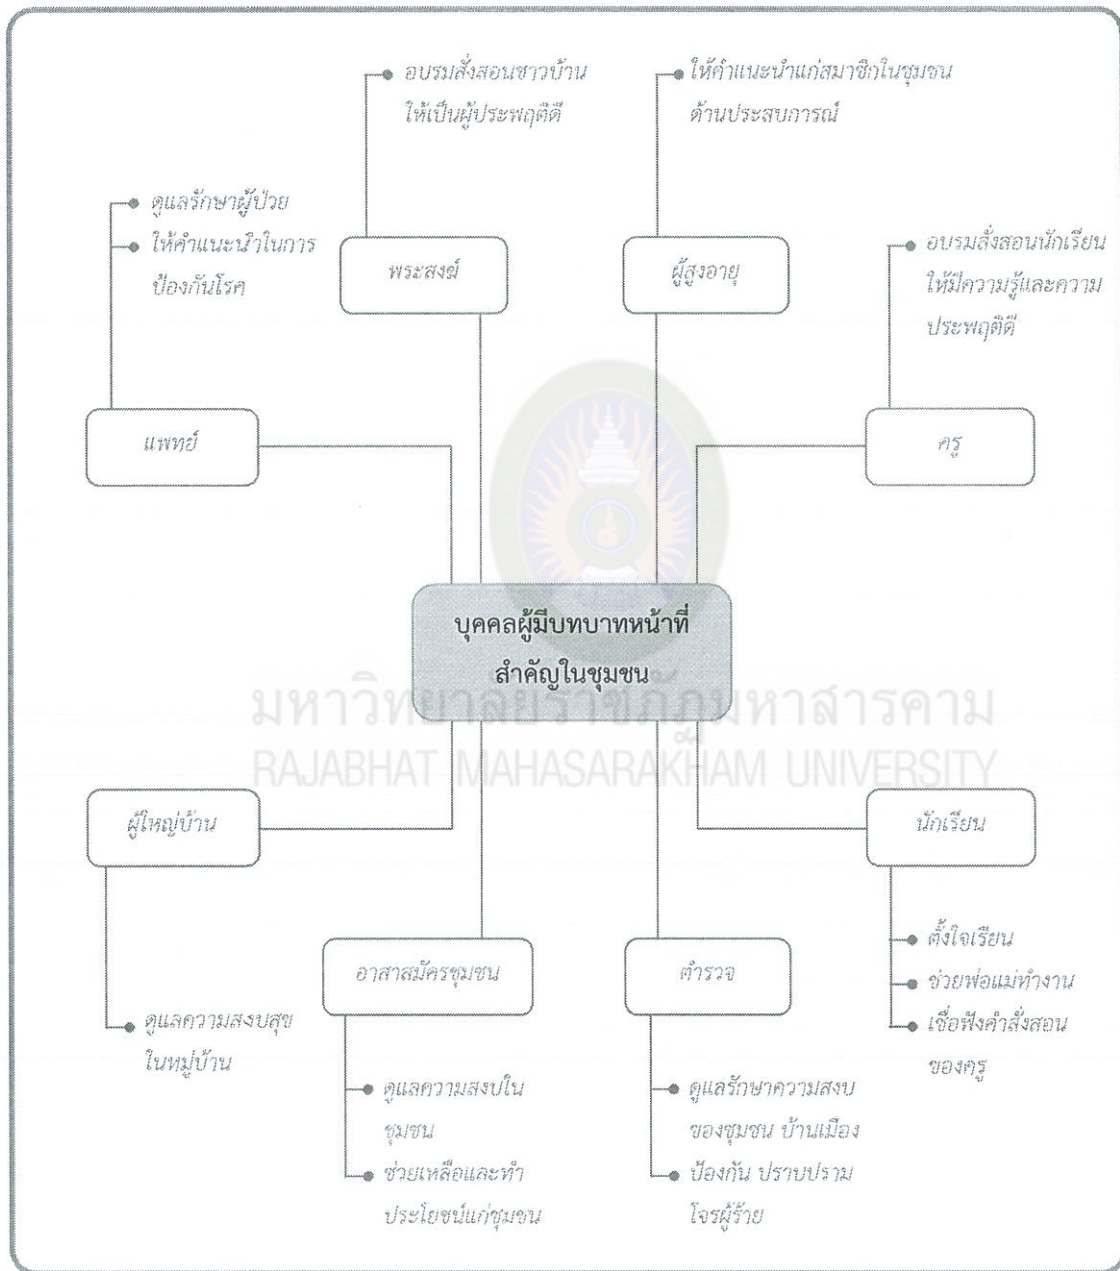 อบรมสั่งสอนชาวบ้าน
ให้เป็นผู้ประพฤติดี
ให้คำแนะนำแก่สมาชิกในชุมชน
ด้านประสบการณ์
ดูแลรักษาผู้ป่วย
ให้คำแนะนำในการ
ป้องกันโรค
พระสงฆ์
ผู้สูงอายุ
อบรมสั่งสอนนักเรียน
ให้มีความรู้และความ
ประพฤติดี
แพทย์
ครู
บุคคลผู้มีบทบาทหน้าที่
สำคัญในชุมชน
มหาวิทยาลัยราชภัฏมหาสารคาม
RAJABHAT MAHASARAKHAM UNIVERSITY
ผู้ใหญ่บ้าน
นักเรียน
อาสาสมัครชุมชน
ตำรวจ
ตั้งใจเรียน
ช่วยพ่อแม่ทำงาน
เชื่อฟังคำสั่งสอน
ของครู
ดูแลความสงบสุข
ในหมู่บ้าน
ดูแลความสงบใน
ชุมชน
ช่วยเหลือและทำ
ประโยชน์แก่ชุมชน
ดูแลรักษาความสงบ
ของชุมชน บ้านเมือง
ป้องกัน ปราบปราม
โจรผู้ร้าย